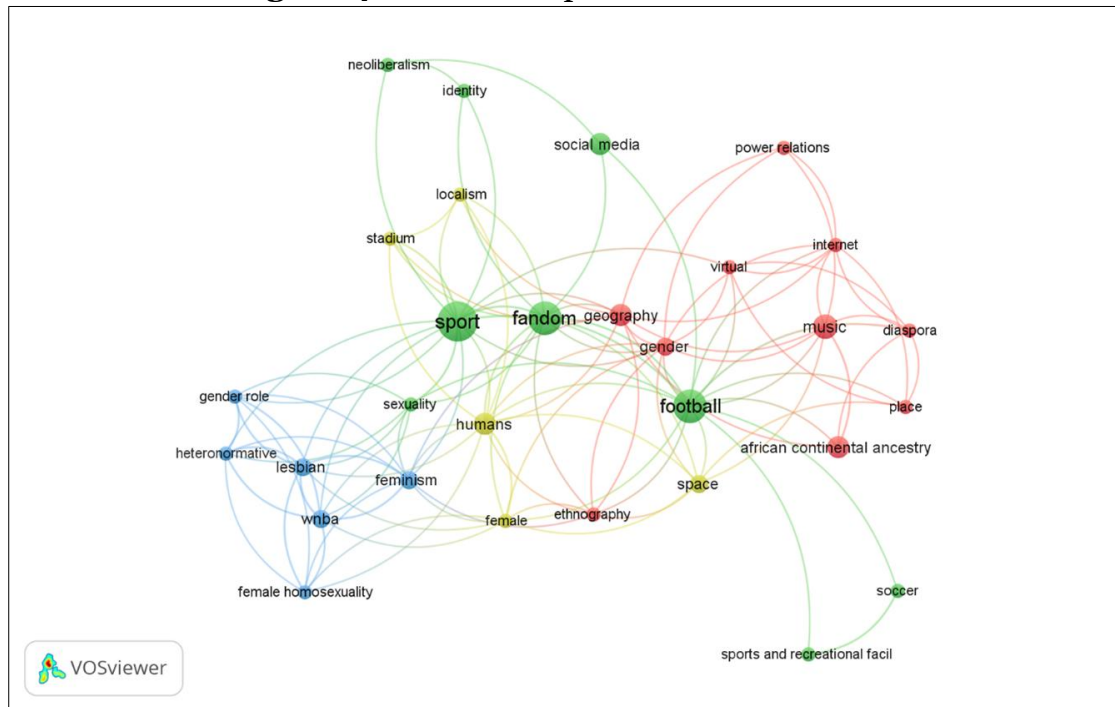 neoliberalism
identity
social media
power relations
localism
stadium
internet
virtual
sport
fandom
geography
music
diaspora
gender
gender role
sexuality
football
place
humans
heteronormative
african continental ancestry
lesbian
feminism
space
wnba
female
ethnography
female homosexuality
soccer
sports and recreational facil
VOSviewer